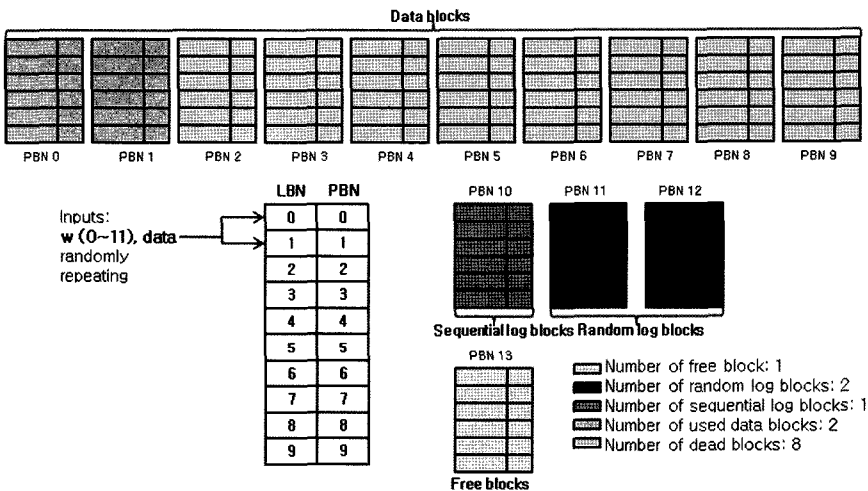 Data blocks
PBN 0 PBN 1 PBN 2 PBN 3 PBN 4 PBN 5 PBN 6 PBN 7 PBN 8 PBN 9
LBN PBN
0 0
1 1
2 2
3 3
4 4
5 5
6 6
7 7
8 8
9 9
Inputs:
w (0~11), data
randomly
repeating
PBN 10 PBN 11 PBN 12
Sequential log blocks Random log blocks
PBN 13
Free blocks
Number of free block: 1
Number of random log blocks: 2
Number of sequential log blocks: 1
Number of used data blocks: 2
Number of dead blocks: 8